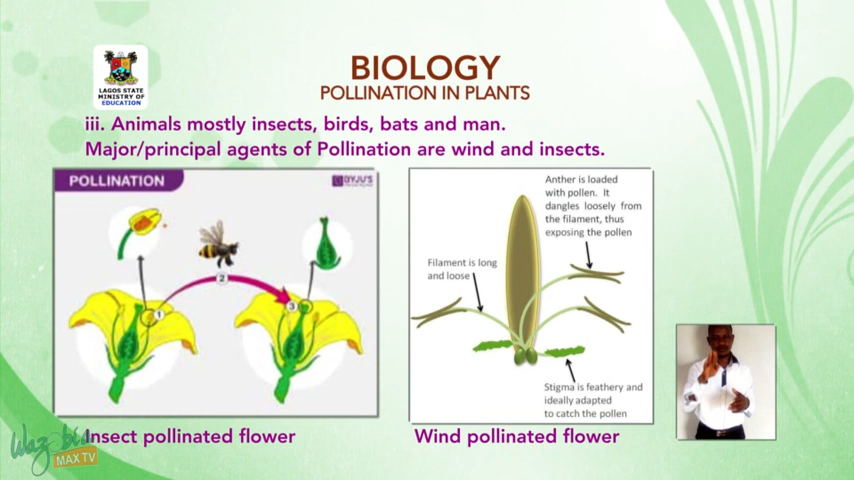 LAGOS STATE
MINISTRY OF
EDUCATION
BIOLOGY
POLLINATION IN PLANTS
iii. Animals mostly insects, birds, bats and man.
Major/principal agents of Pollination are wind and insects.
POLLINATION
BYJU'S
1
2
3
Anther is loaded
with pollen. It
dangles loosely from
the filament, thus
exposing the pollen
Filament is long
and loose
Stigma is feathery and
ideally adapted
to catch the pollen
Insect pollinated flower
Wind pollinated flower
Wazobia
MAX TV